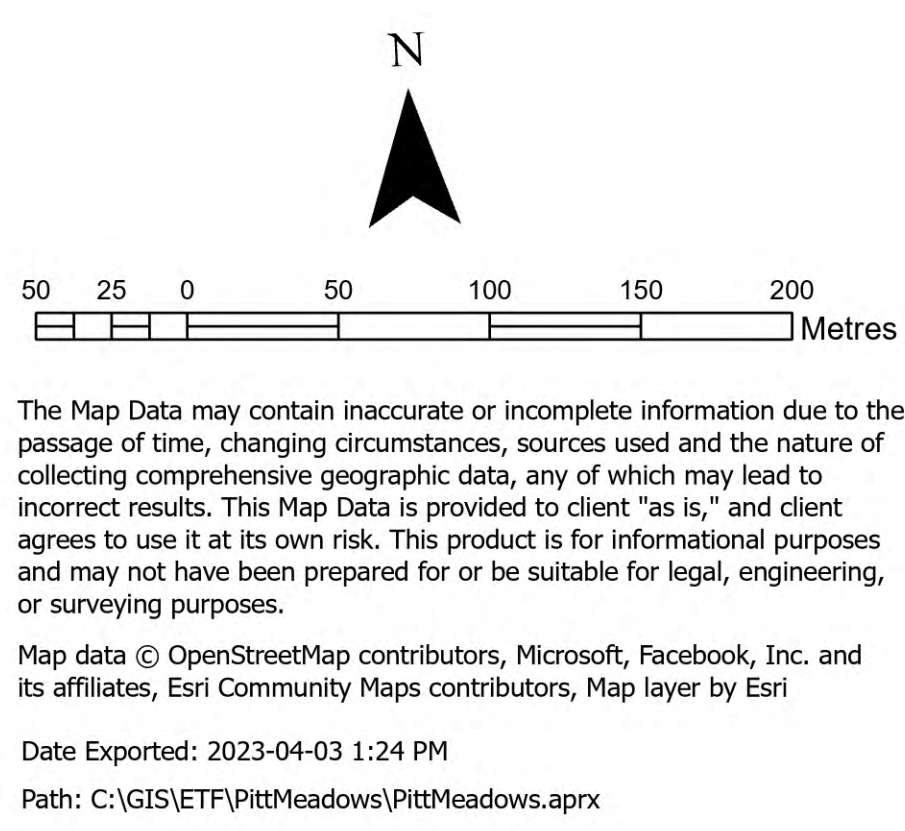 N
50 25 0 50 100 150 200
Metres
The Map Data may contain inaccurate or incomplete information due to the
passage of time, changing circumstances, sources used and the nature of
collecting comprehensive geographic data, any of which may lead to
incorrect results. This Map Data is provided to client "as is," and client
agrees to use it at its own risk. This product is for informational purposes
and may not have been prepared for or be suitable for legal, engineering,
or surveying purposes.
Map data © OpenStreetMap contributors, Microsoft, Facebook, Inc. and
its affiliates, Esri Community Maps contributors, Map layer by Esri
Date Exported: 2023-04-03 1:24 PM
Path: C:\GIS\ETF\PittMeadows\PittMeadows.aprx